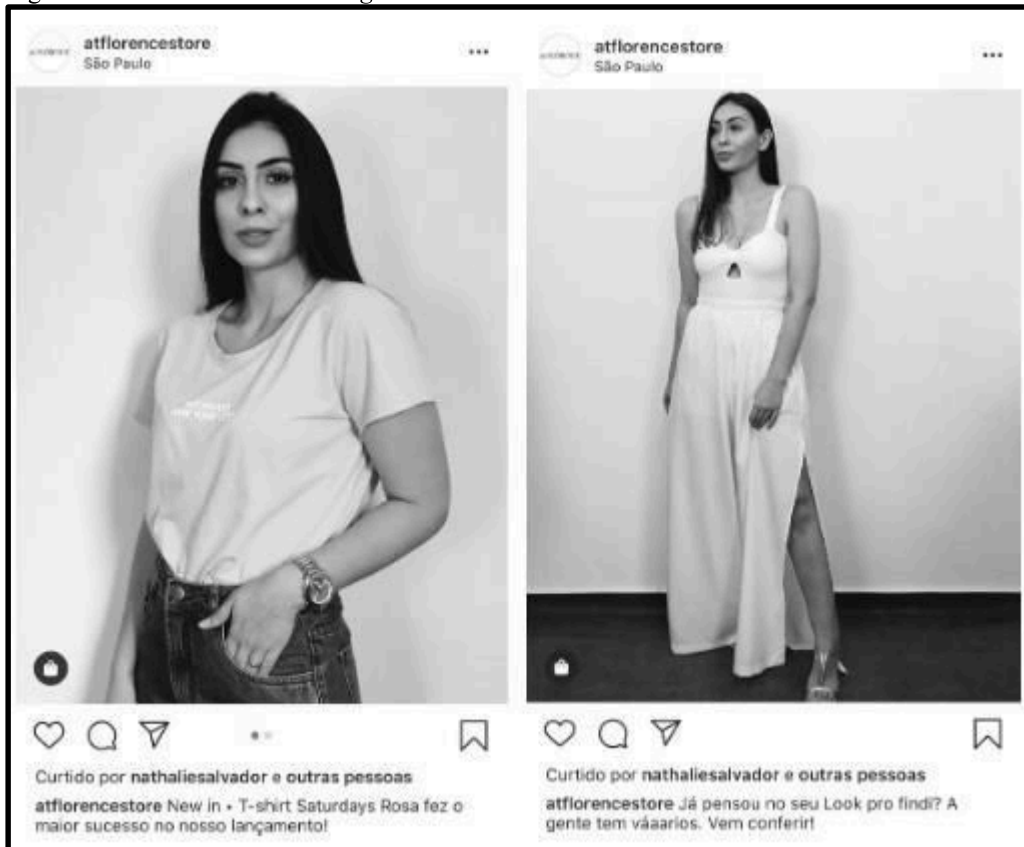 atflorencestore
São Paulo
Curtido por nathaliesalvador e outras pessoas
atflorencestore New in • T-shirt Saturdays Rosa fez o
maior sucesso no nosso lançamento!
atflorencestore
São Paulo
Curtido por nathaliesalvador e outras pessoas
atflorencestore Já pensou no seu Look pro findi? A
gente tem váaarios. Vem conferir!